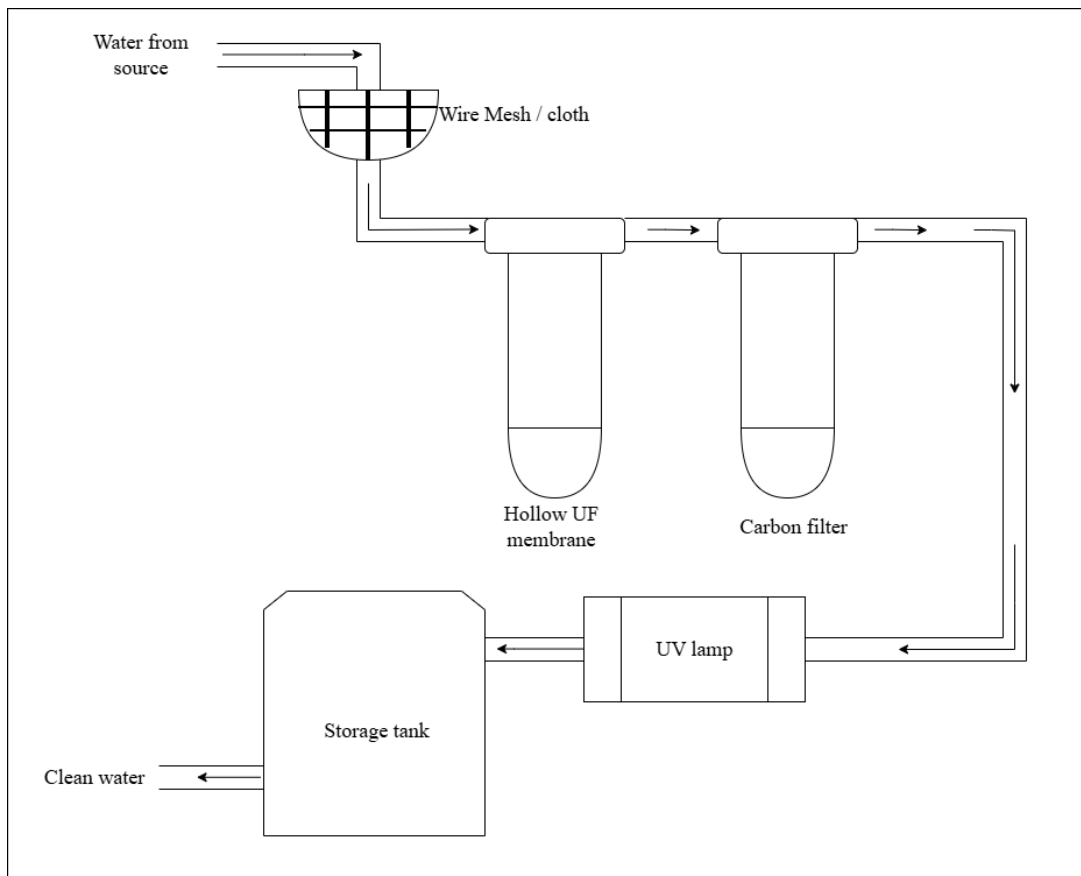 Water from
source
Wire Mesh / cloth
Hollow UF
membrane
Carbon filter
UV lamp
Storage tank
Clean water